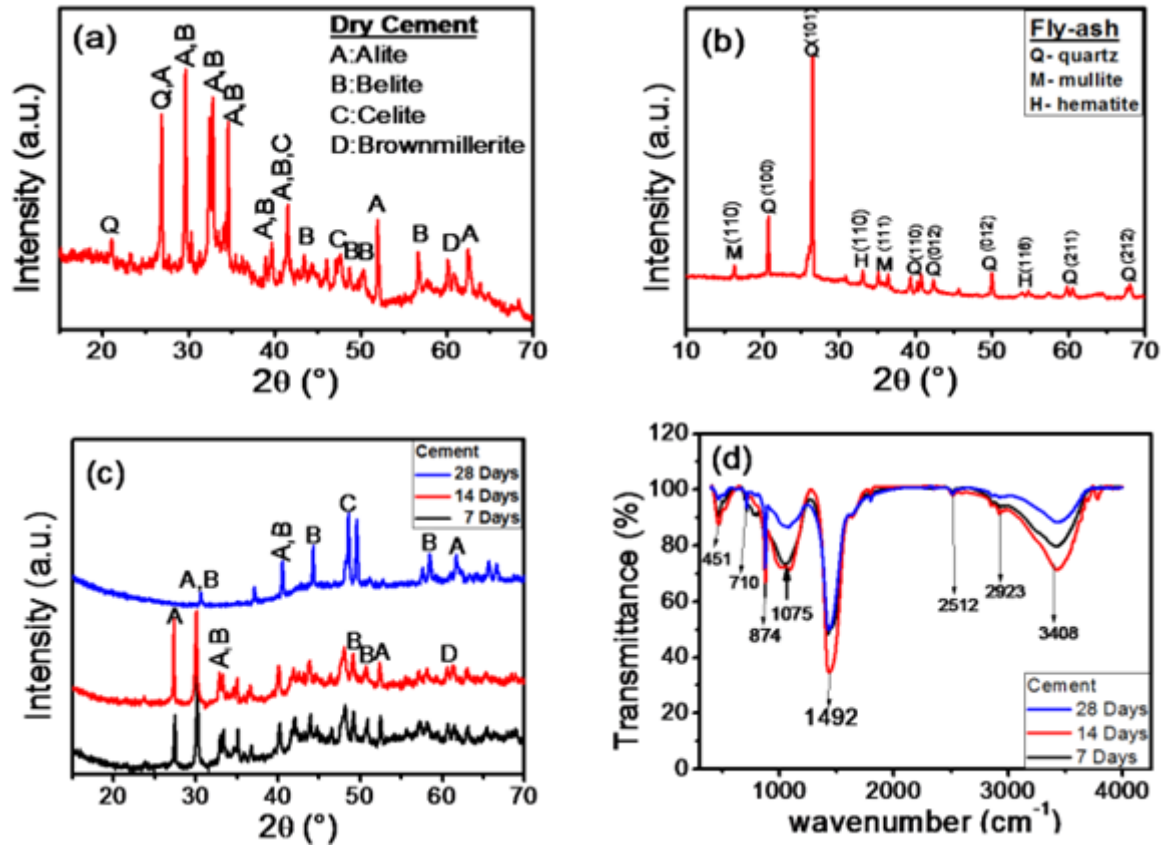 (a)
Dry Cement
A:Alite
B:Belite
C:Celite
D:Brownmillerite
Q
Q,A
A,B
A,B
A,B
A,B
A,B,C
B
C
B
B
A
B
D
A
Intensity (a.u.)
20 30 40 50 60 70
2θ (°)
(b)
Fly-ash
Q- quartz
M- mullite
H- hematite
M(110)
Q(100)
Q(101)
H(110)
M(111)
Q(110)
Q(012)
Q(012)
H(116)
Q(211)
Q(212)
Intensity (a.u.)
10 20 30 40 50 60 70
2θ (°)
(c)
Cement
28 Days
14 Days
7 Days
A,B
A,B
B
C
B
A
A
A,B
B
B
A
D
Intensity (a.u.)
20 30 40 50 60 70
2θ (°)
(d)
120
100
80
60
40
20
0
Transmittance (%)
451
710
874
1075
1492
2512
2923
3408
Cement
28 Days
14 Days
7 Days
1000 2000 3000 4000
wavenumber (cm⁻¹)